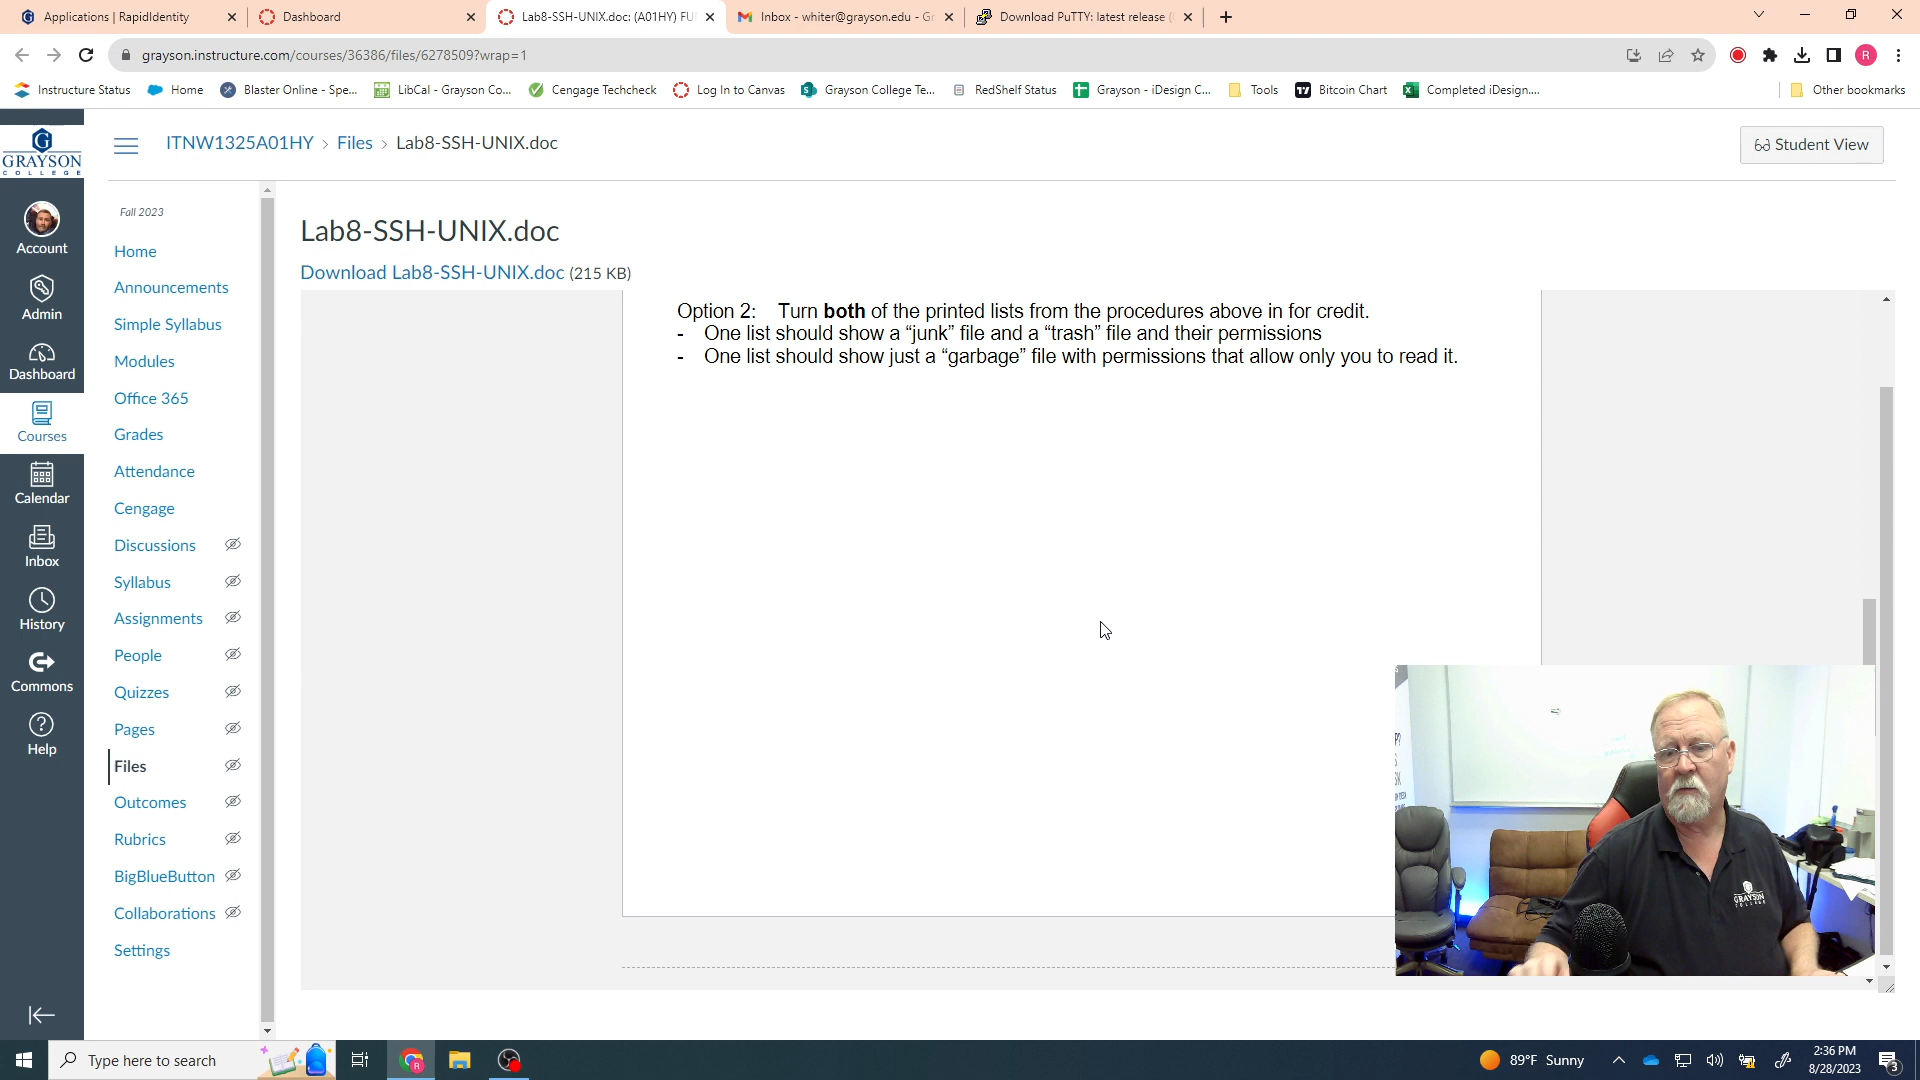 Applications | RapidIdentity
Dashboard
Lab8-SSH-UNIX.doc: (A01HY) FU
Inbox - whiter@grayson.edu - Gr
Download PuTTY: latest release (
grayson.instructure.com/courses/36386/files/6278509?wrap=1
R
Instructure Status
Home
Blaster Online - Spe...
LibCal - Grayson Co...
Cengage Techcheck
Log In to Canvas
Grayson College Te...
RedShelf Status
Grayson - iDesign C...
Tools
Bitcoin Chart
Completed iDesign....
Other bookmarks
GRAYSON
COLLEGE
ITNW1325A01HY > Files > Lab8-SSH-UNIX.doc
Student View
Account
Admin
Dashboard
Courses
Calendar
Inbox
History
Commons
Help
Fall 2023
Home
Announcements
Simple Syllabus
Modules
Office 365
Grades
Attendance
Cengage
Discussions
Syllabus
Assignments
People
Quizzes
Pages
Files
Outcomes
Rubrics
BigBlueButton
Collaborations
Settings
Lab8-SSH-UNIX.doc
Download Lab8-SSH-UNIX.doc (215 KB)
Option 2: Turn both of the printed lists from the procedures above in for credit.
- One list should show a “junk” file and a “trash” file and their permissions
- One list should show just a “garbage” file with permissions that allow only you to read it.
GRAYSON
COLLEGE
Type here to search
89°F Sunny
2:36 PM
8/28/2023
3